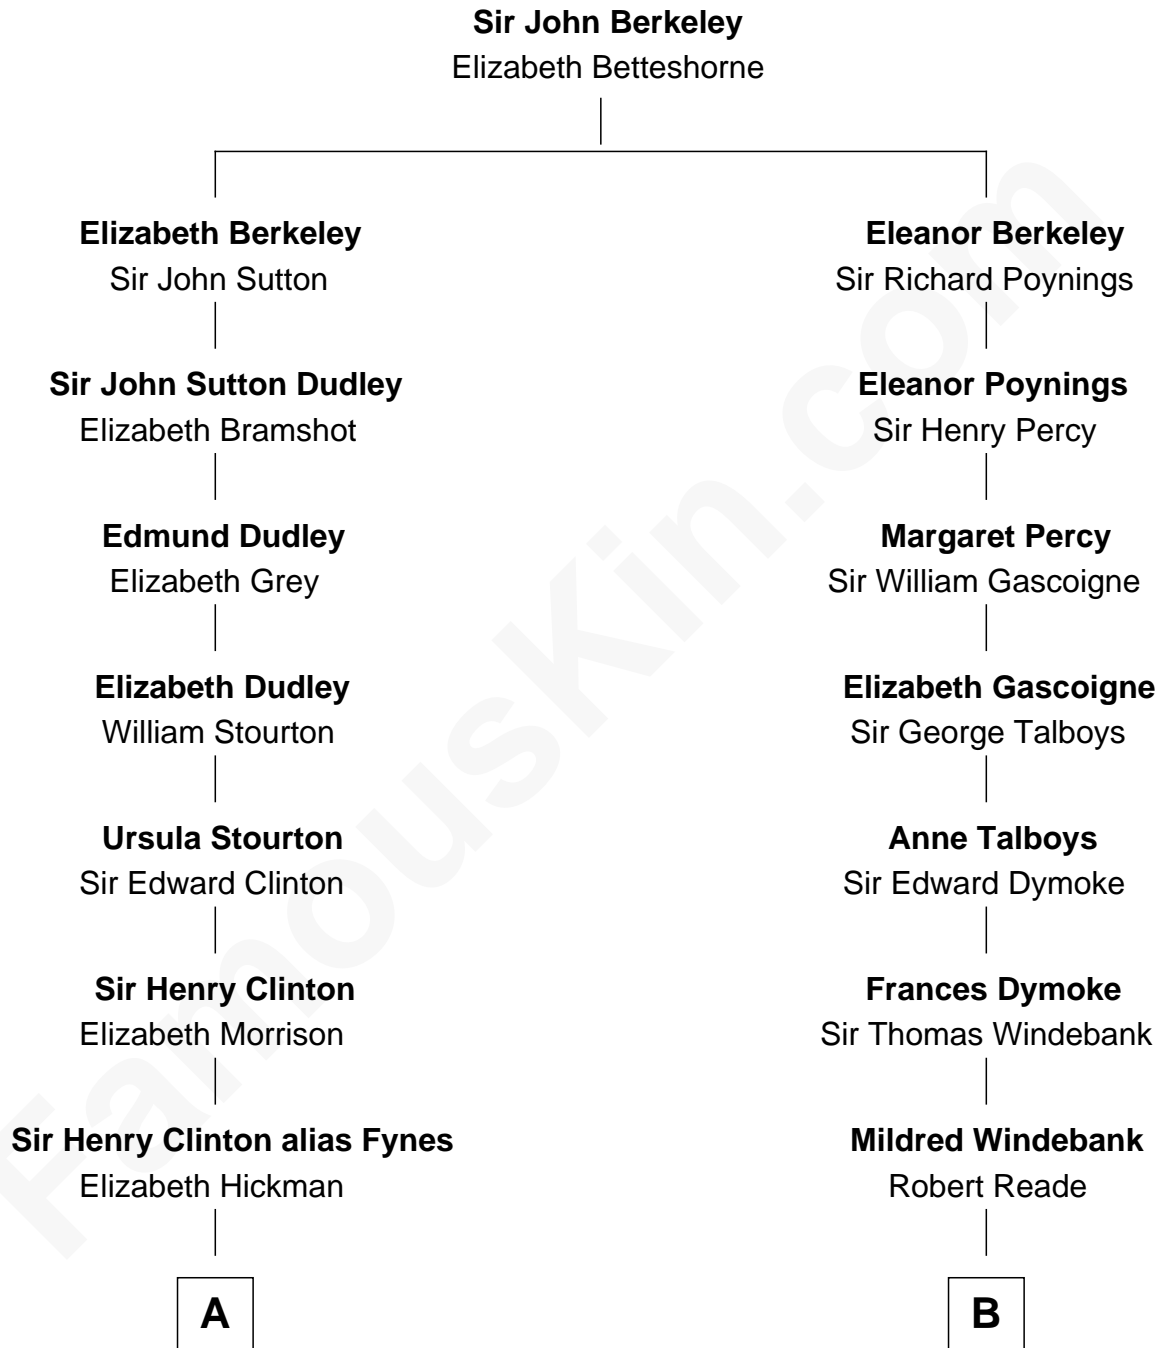 Sir John Berkeley
Elizabeth Betteshorne
Elizabeth Berkeley
Sir John Sutton
Eleanor Berkeley
Sir Richard Poynings
Sir John Sutton Dudley
Elizabeth Bramshot
Eleanor Poynings
Sir Henry Percy
Edmund Dudley
Elizabeth Grey
Margaret Percy
Sir William Gascoigne
Elizabeth Dudley
William Stourton
Elizabeth Gascoigne
Sir George Talboys
Ursula Stourton
Sir Edward Clinton
Anne Talboys
Sir Edward Dymoke
Sir Henry Clinton
Elizabeth Morrison
Frances Dymoke
Sir Thomas Windebank
Sir Henry Clinton alias Fynes
Elizabeth Hickman
Mildred Windebank
Robert Reade
A
B
FamousKin.com